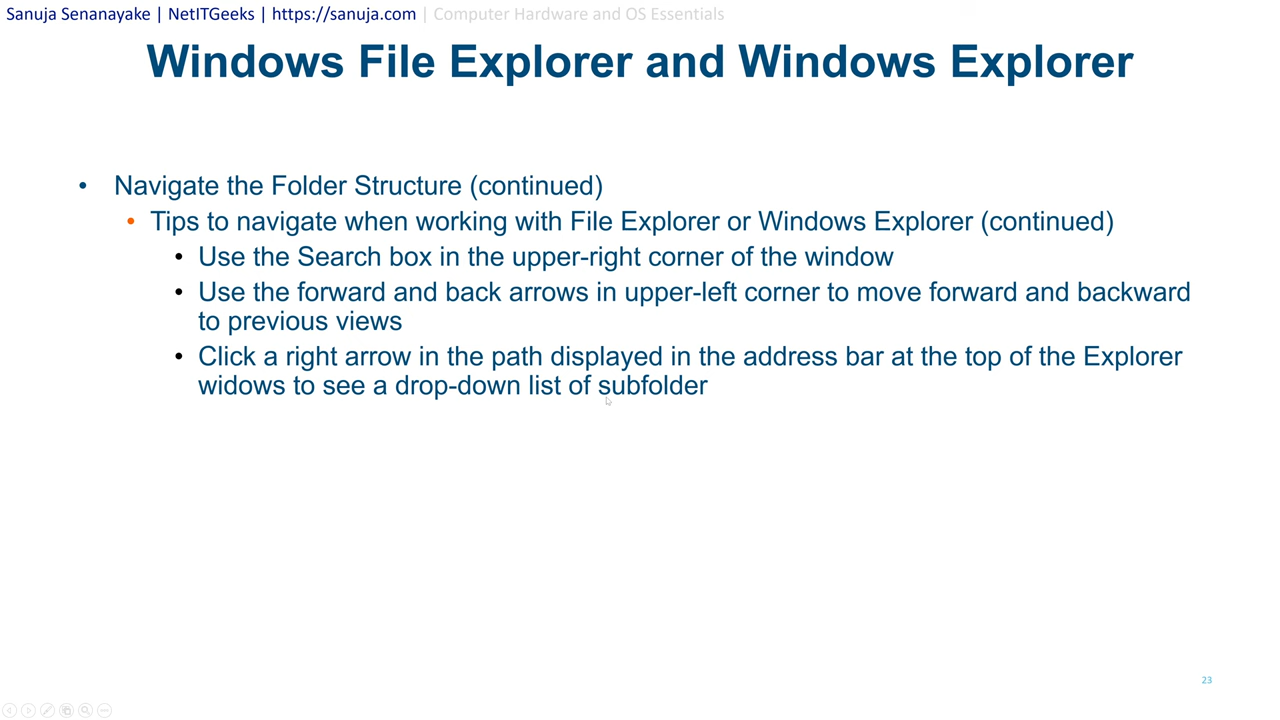 Sanuja Senanayake | NetITGeeks | https://sanuja.com | Computer Hardware and OS Essentials
Windows File Explorer and Windows Explorer
• Navigate the Folder Structure (continued)
• Tips to navigate when working with File Explorer or Windows Explorer (continued)
• Use the Search box in the upper-right corner of the window
• Use the forward and back arrows in upper-left corner to move forward and backward
to previous views
• Click a right arrow in the path displayed in the address bar at the top of the Explorer
widows to see a drop-down list of subfolder
23